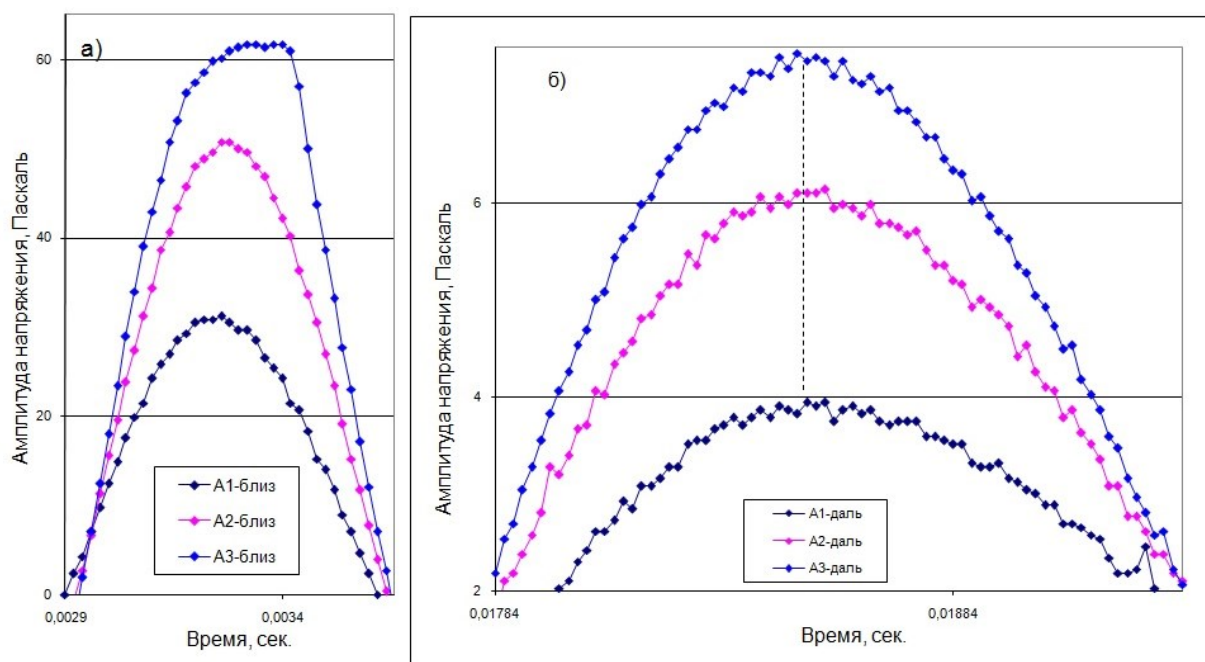 а)
Амплитуда напряжения, Паскаль
60
40
20
0
0,0029
0,0034
Время, сек.
А1-близ
А2-близ
А3-близ
б)
Амплитуда напряжения, Паскаль
6
4
2
0,01784
0,01884
Время, сек.
А1-даль
А2-даль
А3-даль